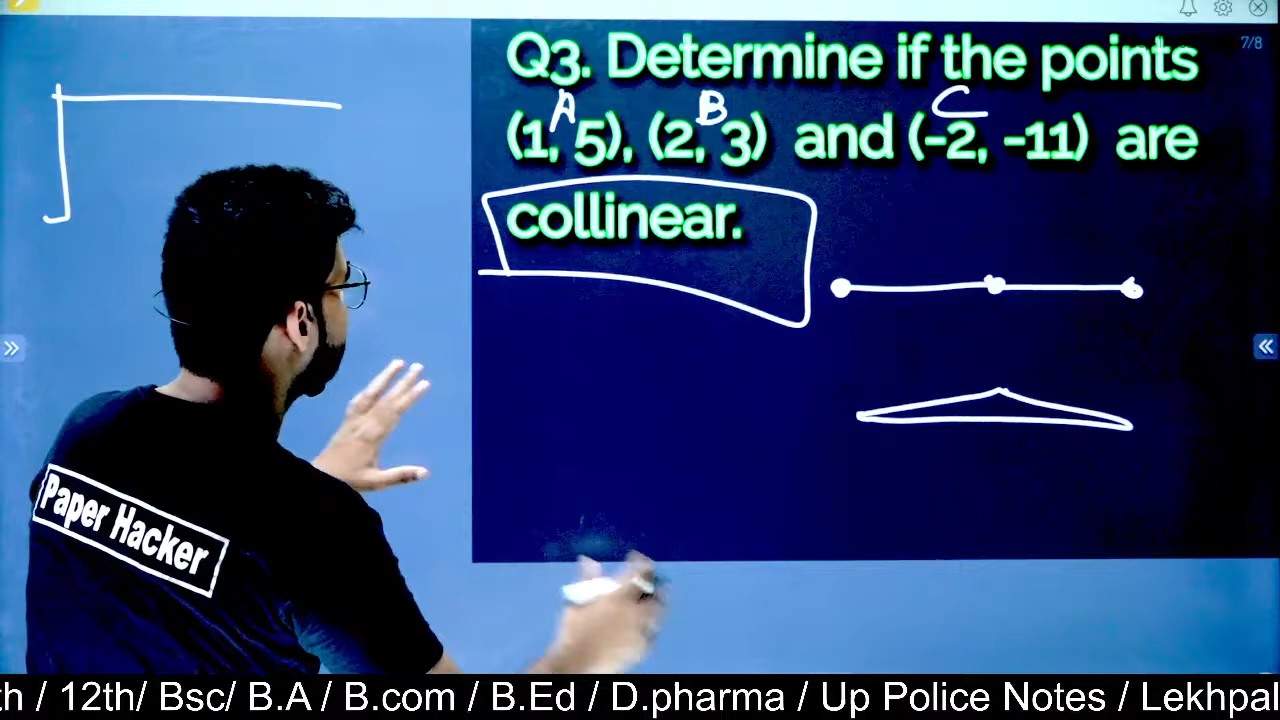 7/8
Q3. Determine if the points
A B C
(1, 5), (2, 3) and (-2, -11) are
collinear.
Paper Hacker
th / 12th/ Bsc/ B.A / B.com / B.Ed / D.pharma / Up Police Notes / Lekhpal